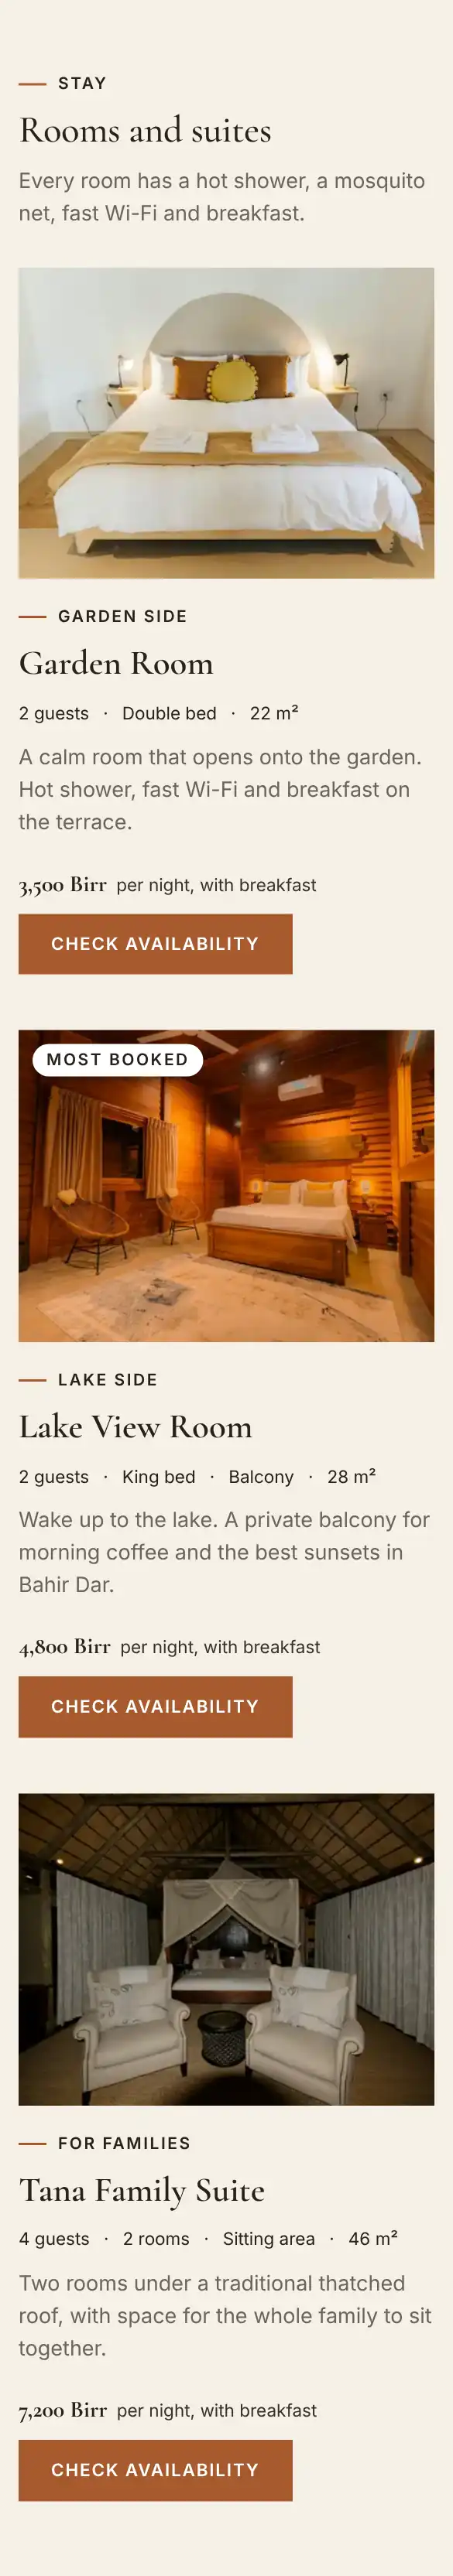 STAY
Rooms and suites
Every room has a hot shower, a mosquito
net, fast Wi-Fi and breakfast.
GARDEN SIDE
Garden Room
2 guests · Double bed · 22 m²
A calm room that opens onto the garden.
Hot shower, fast Wi-Fi and breakfast on
the terrace.
3,500 Birr per night, with breakfast
CHECK AVAILABILITY
MOST BOOKED
LAKE SIDE
Lake View Room
2 guests · King bed · Balcony · 28 m²
Wake up to the lake. A private balcony for
morning coffee and the best sunsets in
Bahir Dar.
4,800 Birr per night, with breakfast
CHECK AVAILABILITY
FOR FAMILIES
Tana Family Suite
4 guests · 2 rooms · Sitting area · 46 m²
Two rooms under a traditional thatched
roof, with space for the whole family to sit
together.
7,200 Birr per night, with breakfast
CHECK AVAILABILITY